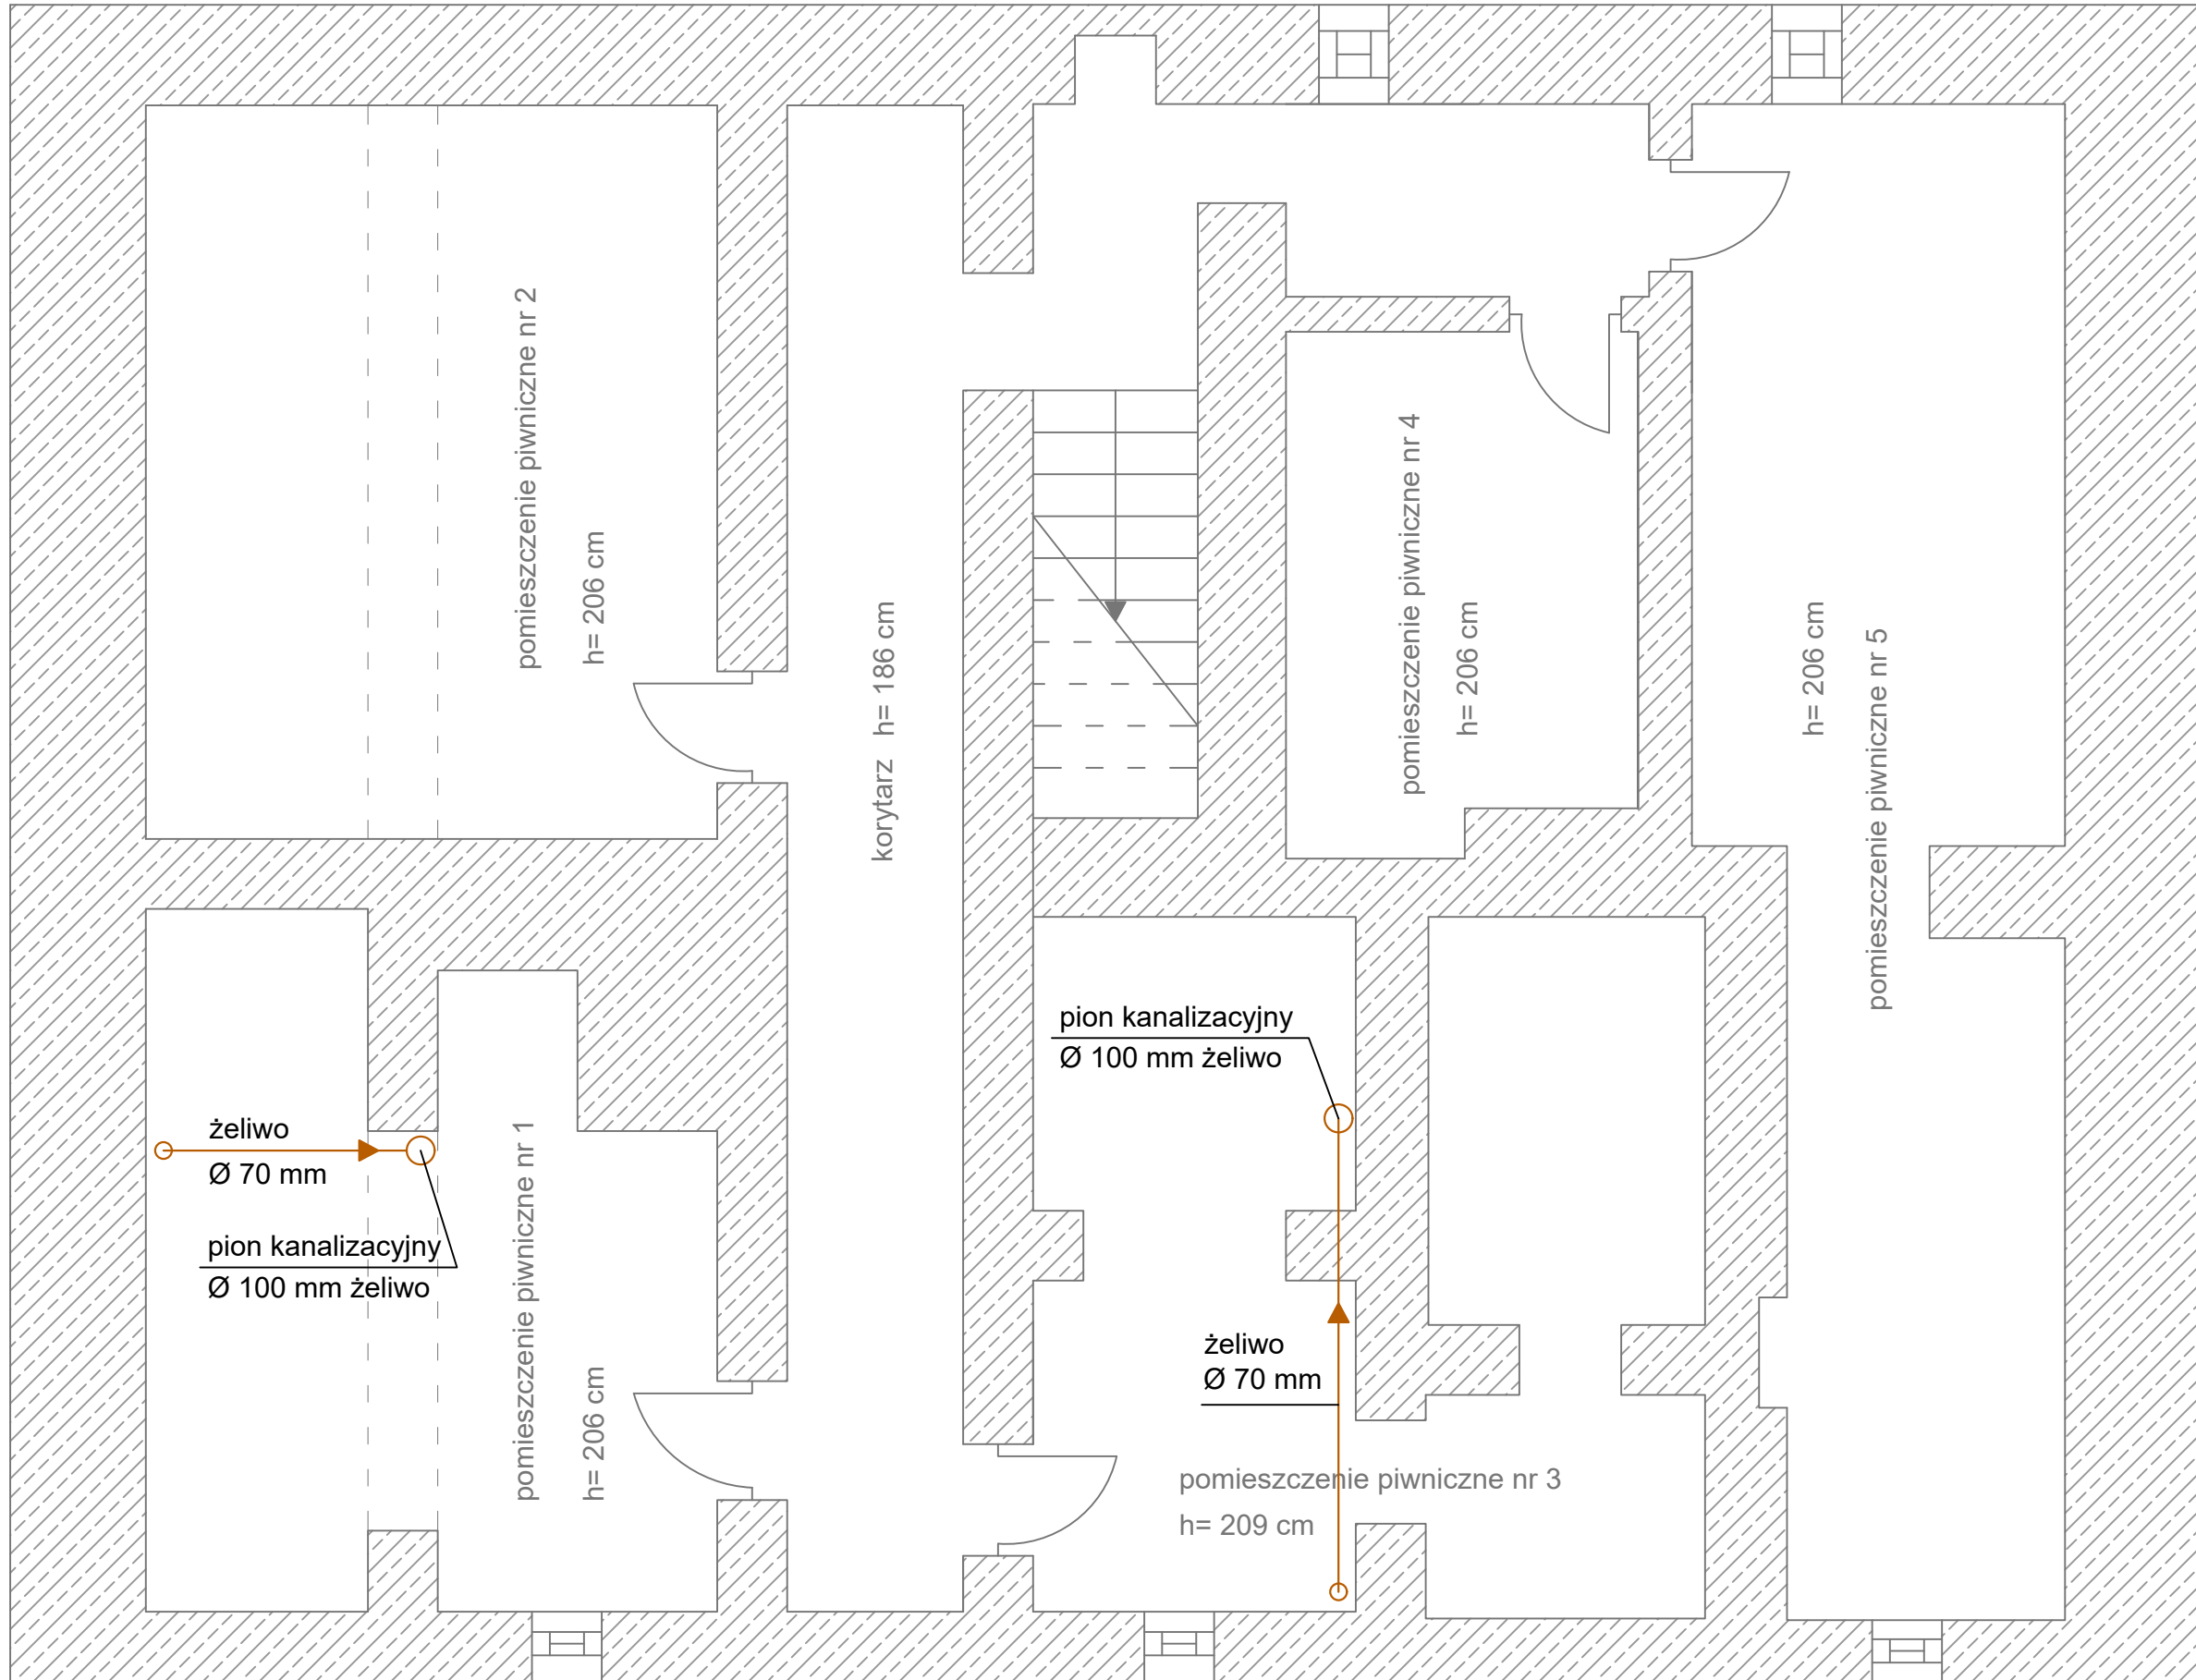 pomieszczenie piwniczne nr 2
h= 206 cm
korytarz h= 186 cm
pomieszczenie piwniczne nr 4
h= 206 cm
h= 206 cm
pomieszczenie piwniczne nr 5
żeliwo
Ø 70 mm
pion kanalizacyjny
Ø 100 mm żeliwo
pomieszczenie piwniczne nr 1
h= 206 cm
pion kanalizacyjny
Ø 100 mm żeliwo
żeliwo
Ø 70 mm
pomieszczenie piwniczne nr 3
h= 209 cm